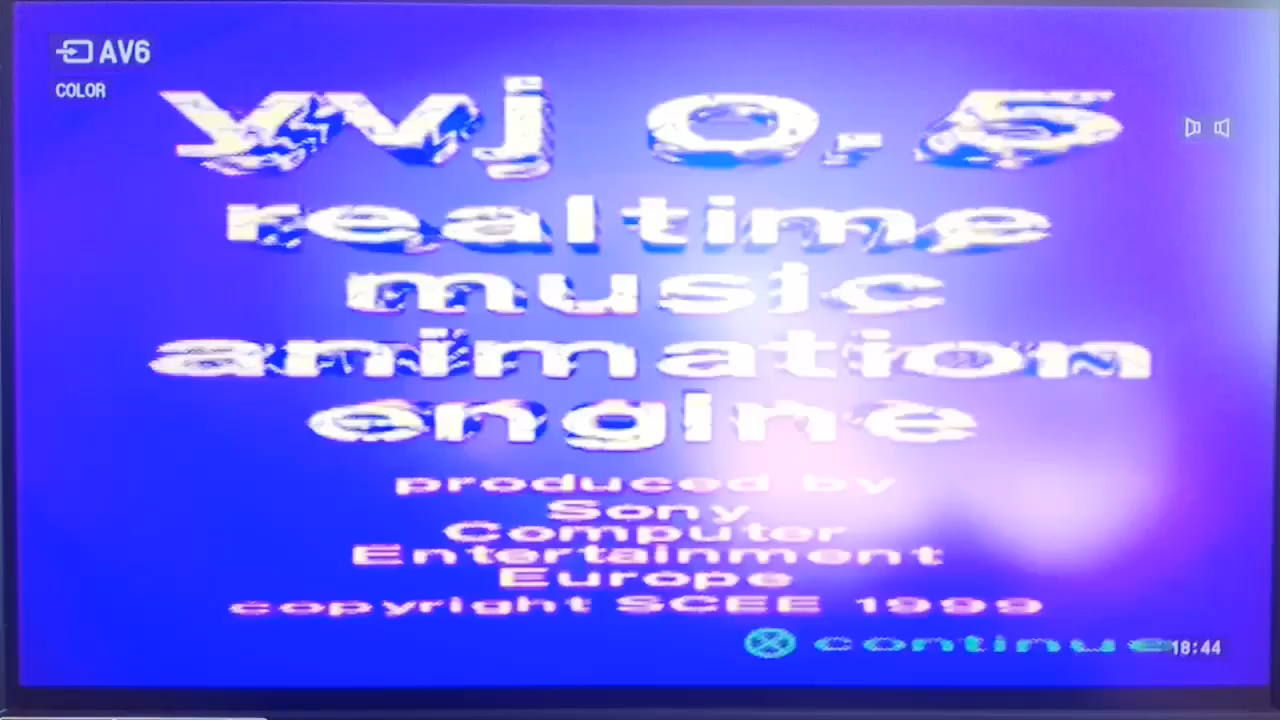 AV6
COLOR
yvj 0.5
realtime
music
animation
engine
produced by
Sony
Computer
Entertainment
Europe
copyright SCEE 1999
continue
18:44